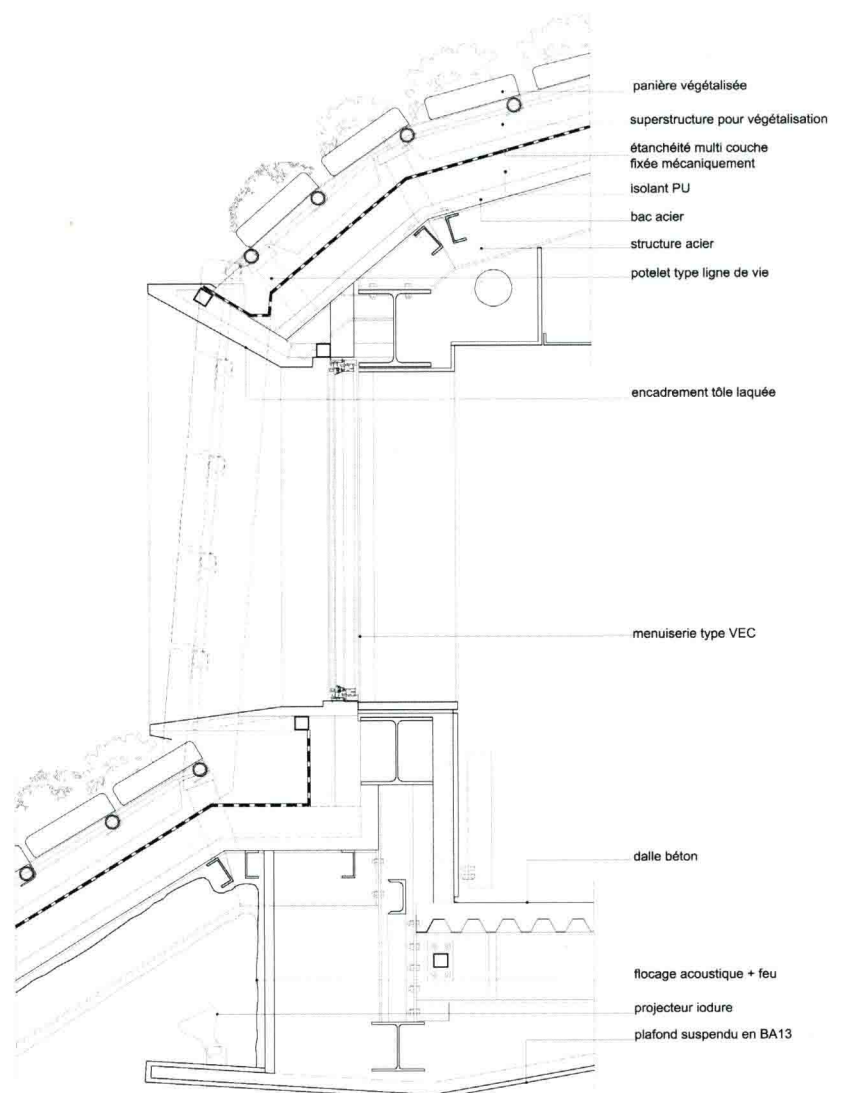 panière végétalisée
superstructure pour végétalisation
étanchéité multi couche
fixée mécaniquement
isolant PU
bac acier
structure acier
potelet type ligne de vie
encadrement tôle laquée
menuiserie type VEC
dalle béton
flocage acoustique + feu
projecteur iodure
plafond suspendu en BA13